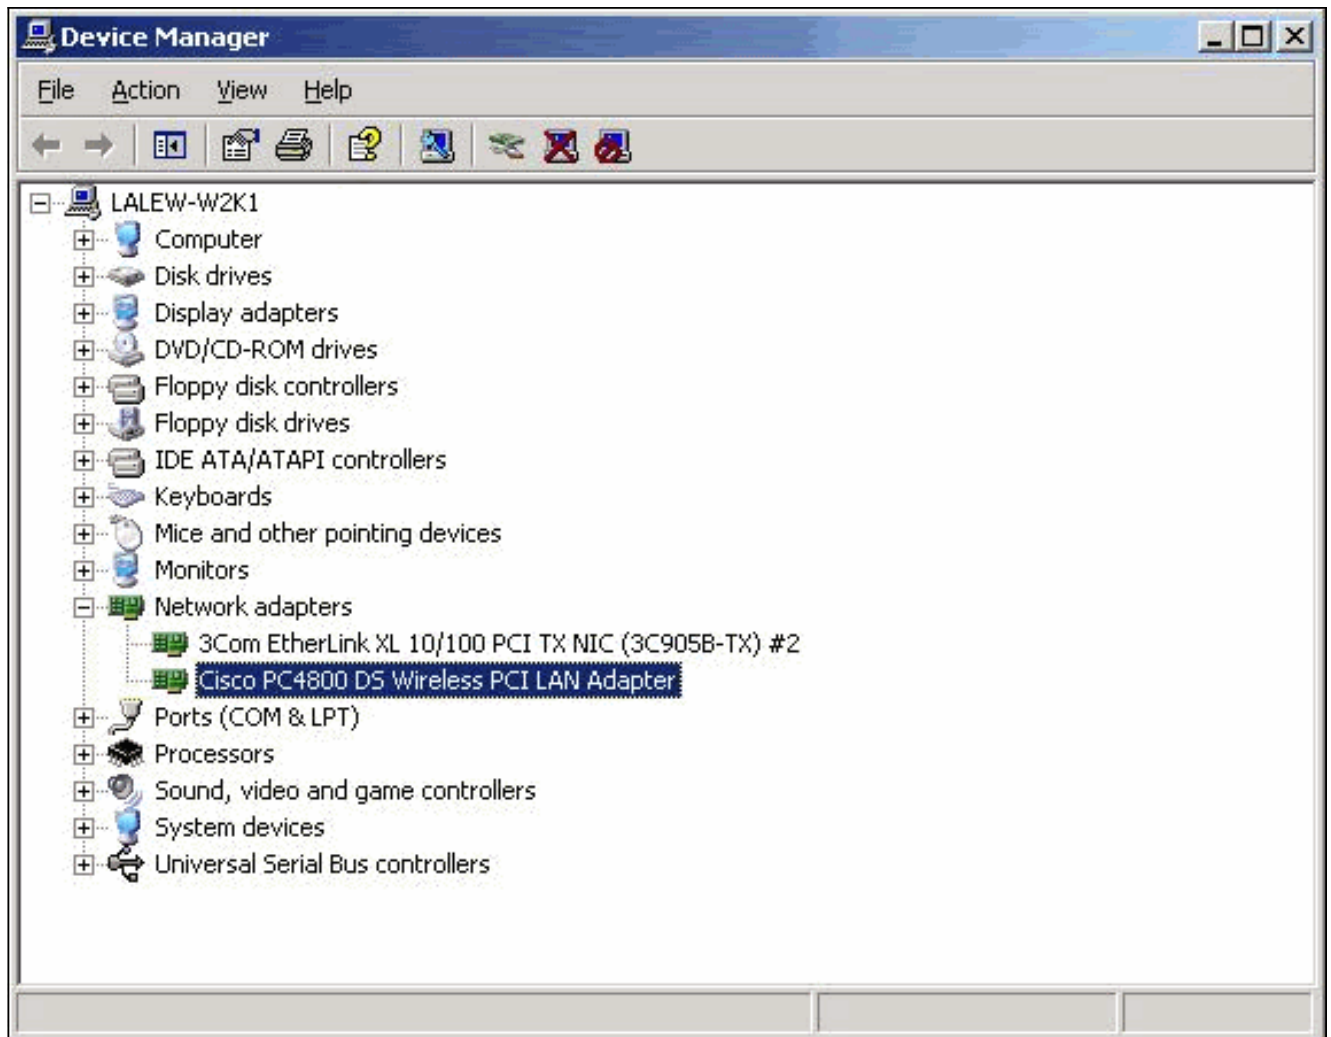 Device Manager
File Action View Help
LALEW-W2K1
Computer
Disk drives
Display adapters
DVD/CD-ROM drives
Floppy disk controllers
Floppy disk drives
IDE ATA/ATAPI controllers
Keyboards
Mice and other pointing devices
Monitors
Network adapters
3Com EtherLink XL 10/100 PCI TX NIC (3C905B-TX) #2
Cisco PC4800 DS Wireless PCI LAN Adapter
Ports (COM & LPT)
Processors
Sound, video and game controllers
System devices
Universal Serial Bus controllers